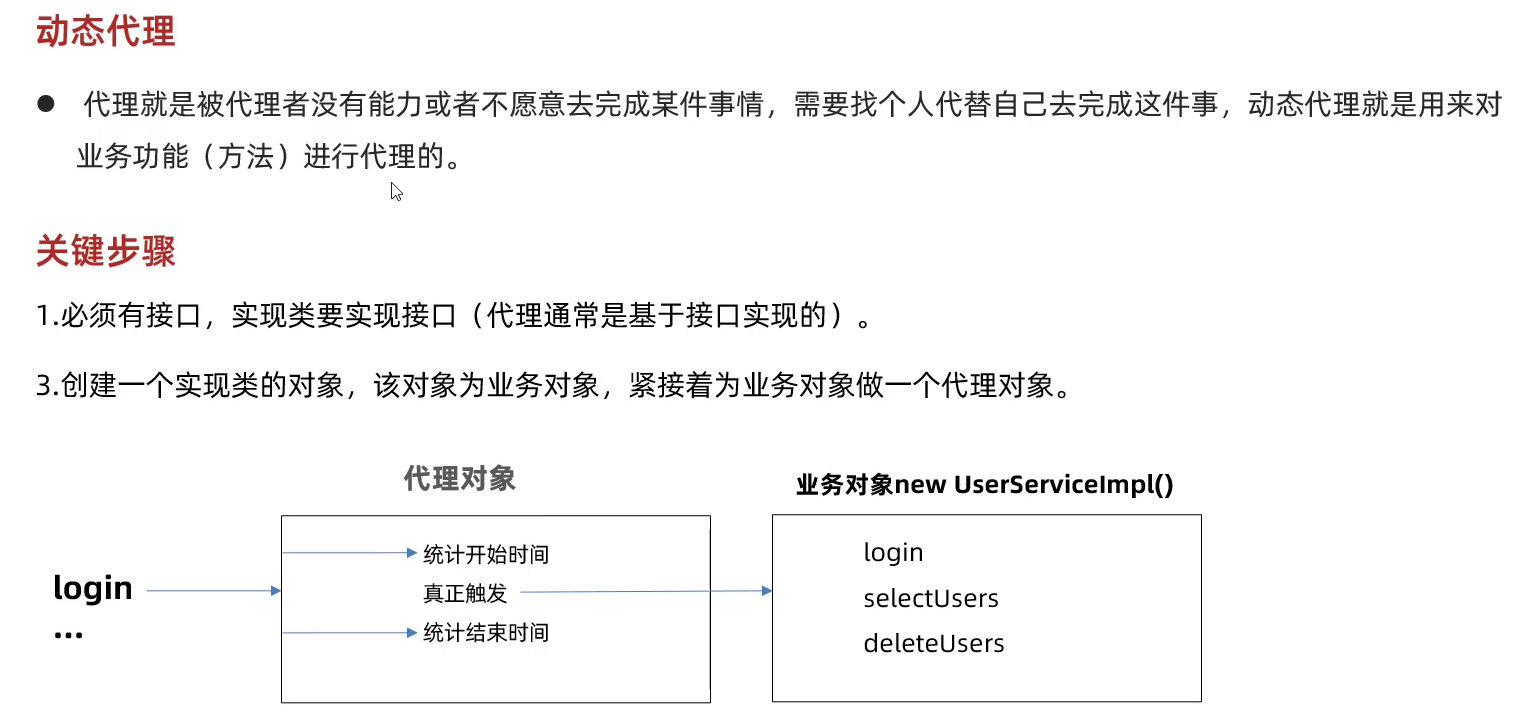 动态代理
● 代理就是被代理者没有能力或者不愿意去完成某件事情，需要找个人代替自己去完成这件事，动态代理就是用来对
业务功能（方法）进行代理的。
关键步骤
1.必须有接口，实现类要实现接口（代理通常是基于接口实现的）。
3.创建一个实现类的对象，该对象为业务对象，紧接着为业务对象做一个代理对象。
代理对象
业务对象new UserServiceImpl()
login
...
统计开始时间
真正触发
统计结束时间
login
selectUsers
deleteUsers